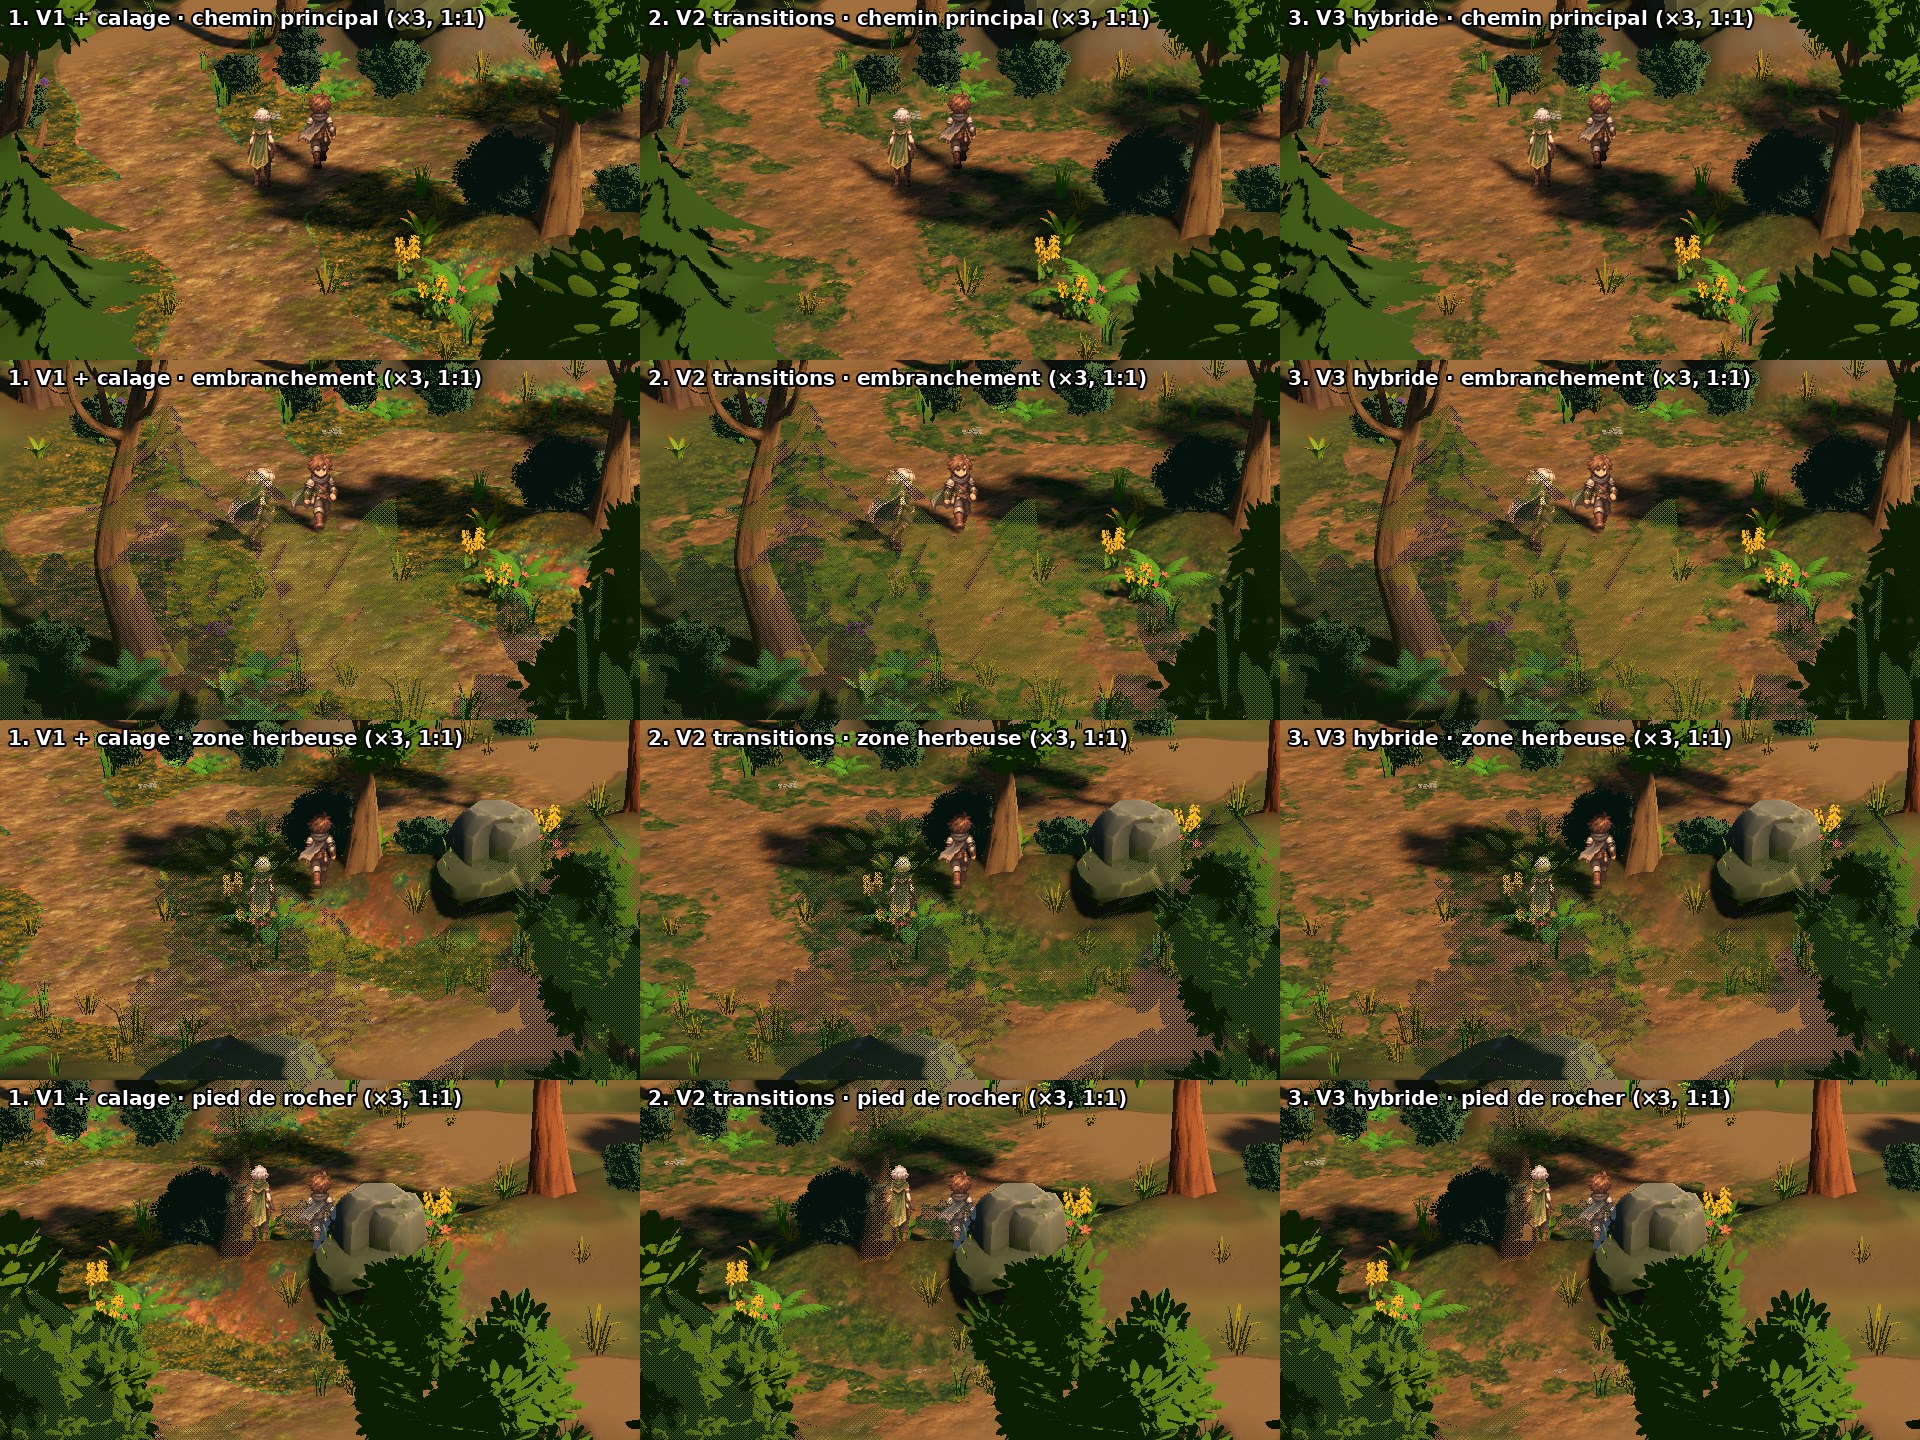 1. V1 + calage · chemin principal (×3, 1:1)
2. V2 transitions · chemin principal (×3, 1:1)
3. V3 hybride · chemin principal (×3, 1:1)
1. V1 + calage · embranchement (×3, 1:1)
2. V2 transitions · embranchement (×3, 1:1)
3. V3 hybride · embranchement (×3, 1:1)
1. V1 + calage · zone herbeuse (×3, 1:1)
2. V2 transitions · zone herbeuse (×3, 1:1)
3. V3 hybride · zone herbeuse (×3, 1:1)
1. V1 + calage · pied de rocher (×3, 1:1)
2. V2 transitions · pied de rocher (×3, 1:1)
3. V3 hybride · pied de rocher (×3, 1:1)